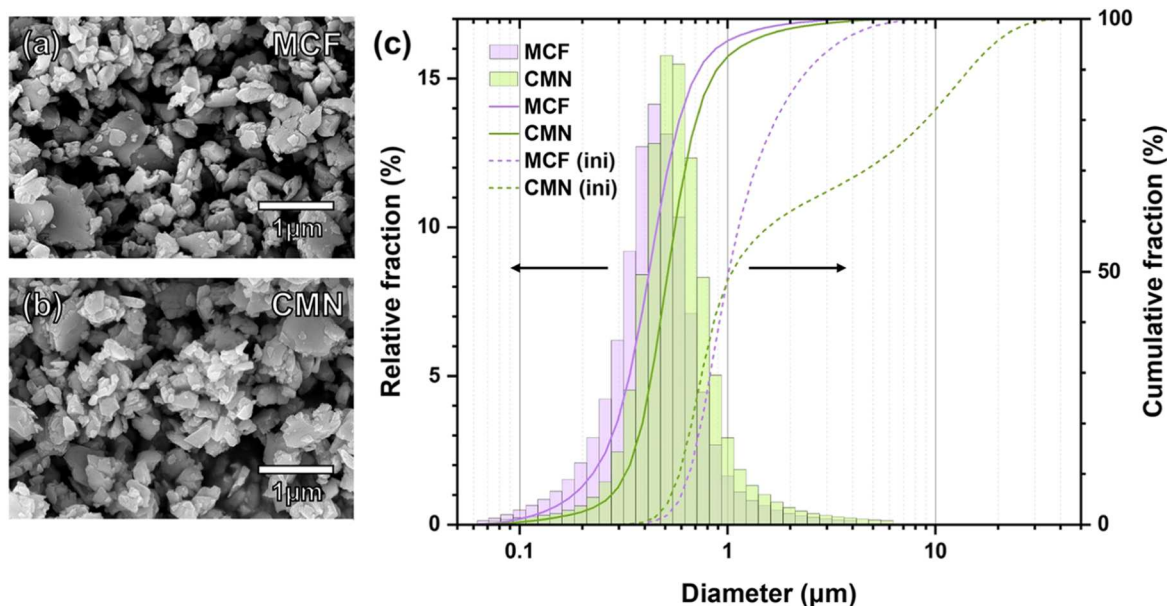 (a)
MCF
1µm
(b)
CMN
1µm
(c)
MCF
CMN
MCF
CMN
MCF (ini)
CMN (ini)
Relative fraction (%)
15
10
5
0
Cumulative fraction (%)
100
50
0
0.1
1
10
Diameter (µm)